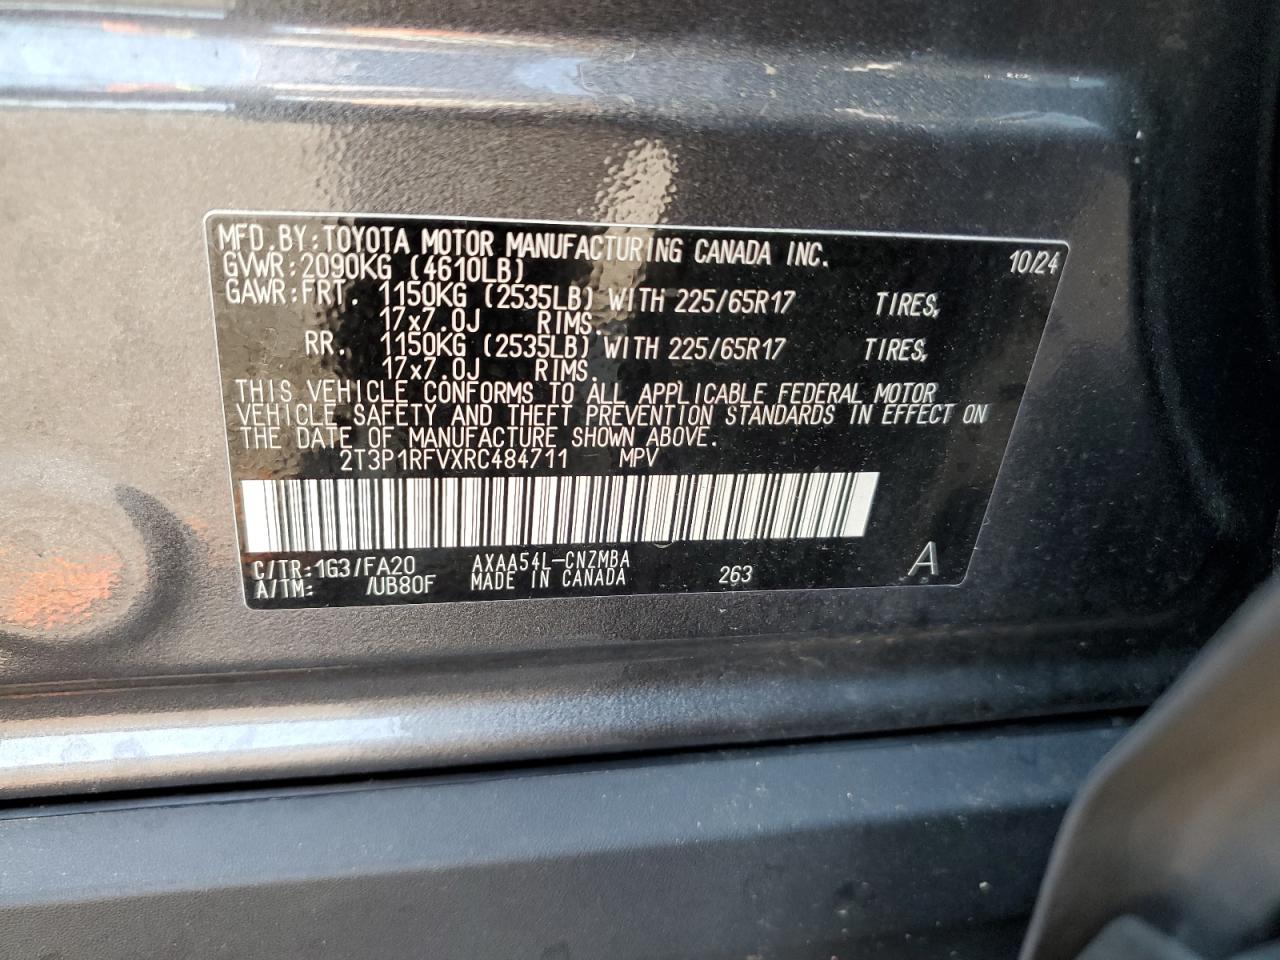 MFD.BY:TOYOTA MOTOR MANUFACTURING CANADA INC. 10/24
GVWR:2090KG (4610LB)
GAWR:FRT. 1150KG (2535LB) WITH 225/65R17 TIRES,
17x7.0J RIMS.
RR. 1150KG (2535LB) WITH 225/65R17 TIRES,
17x7.0J RIMS.
THIS VEHICLE CONFORMS TO ALL APPLICABLE FEDERAL MOTOR
VEHICLE SAFETY AND THEFT PREVENTION STANDARDS IN EFFECT ON
THE DATE OF MANUFACTURE SHOWN ABOVE.
2T3P1RFVXRC484711 MPV
C/TR:1G3/FA20 AXAA54L-CNZMBA
A/TM: /UB80F MADE IN CANADA 263 A